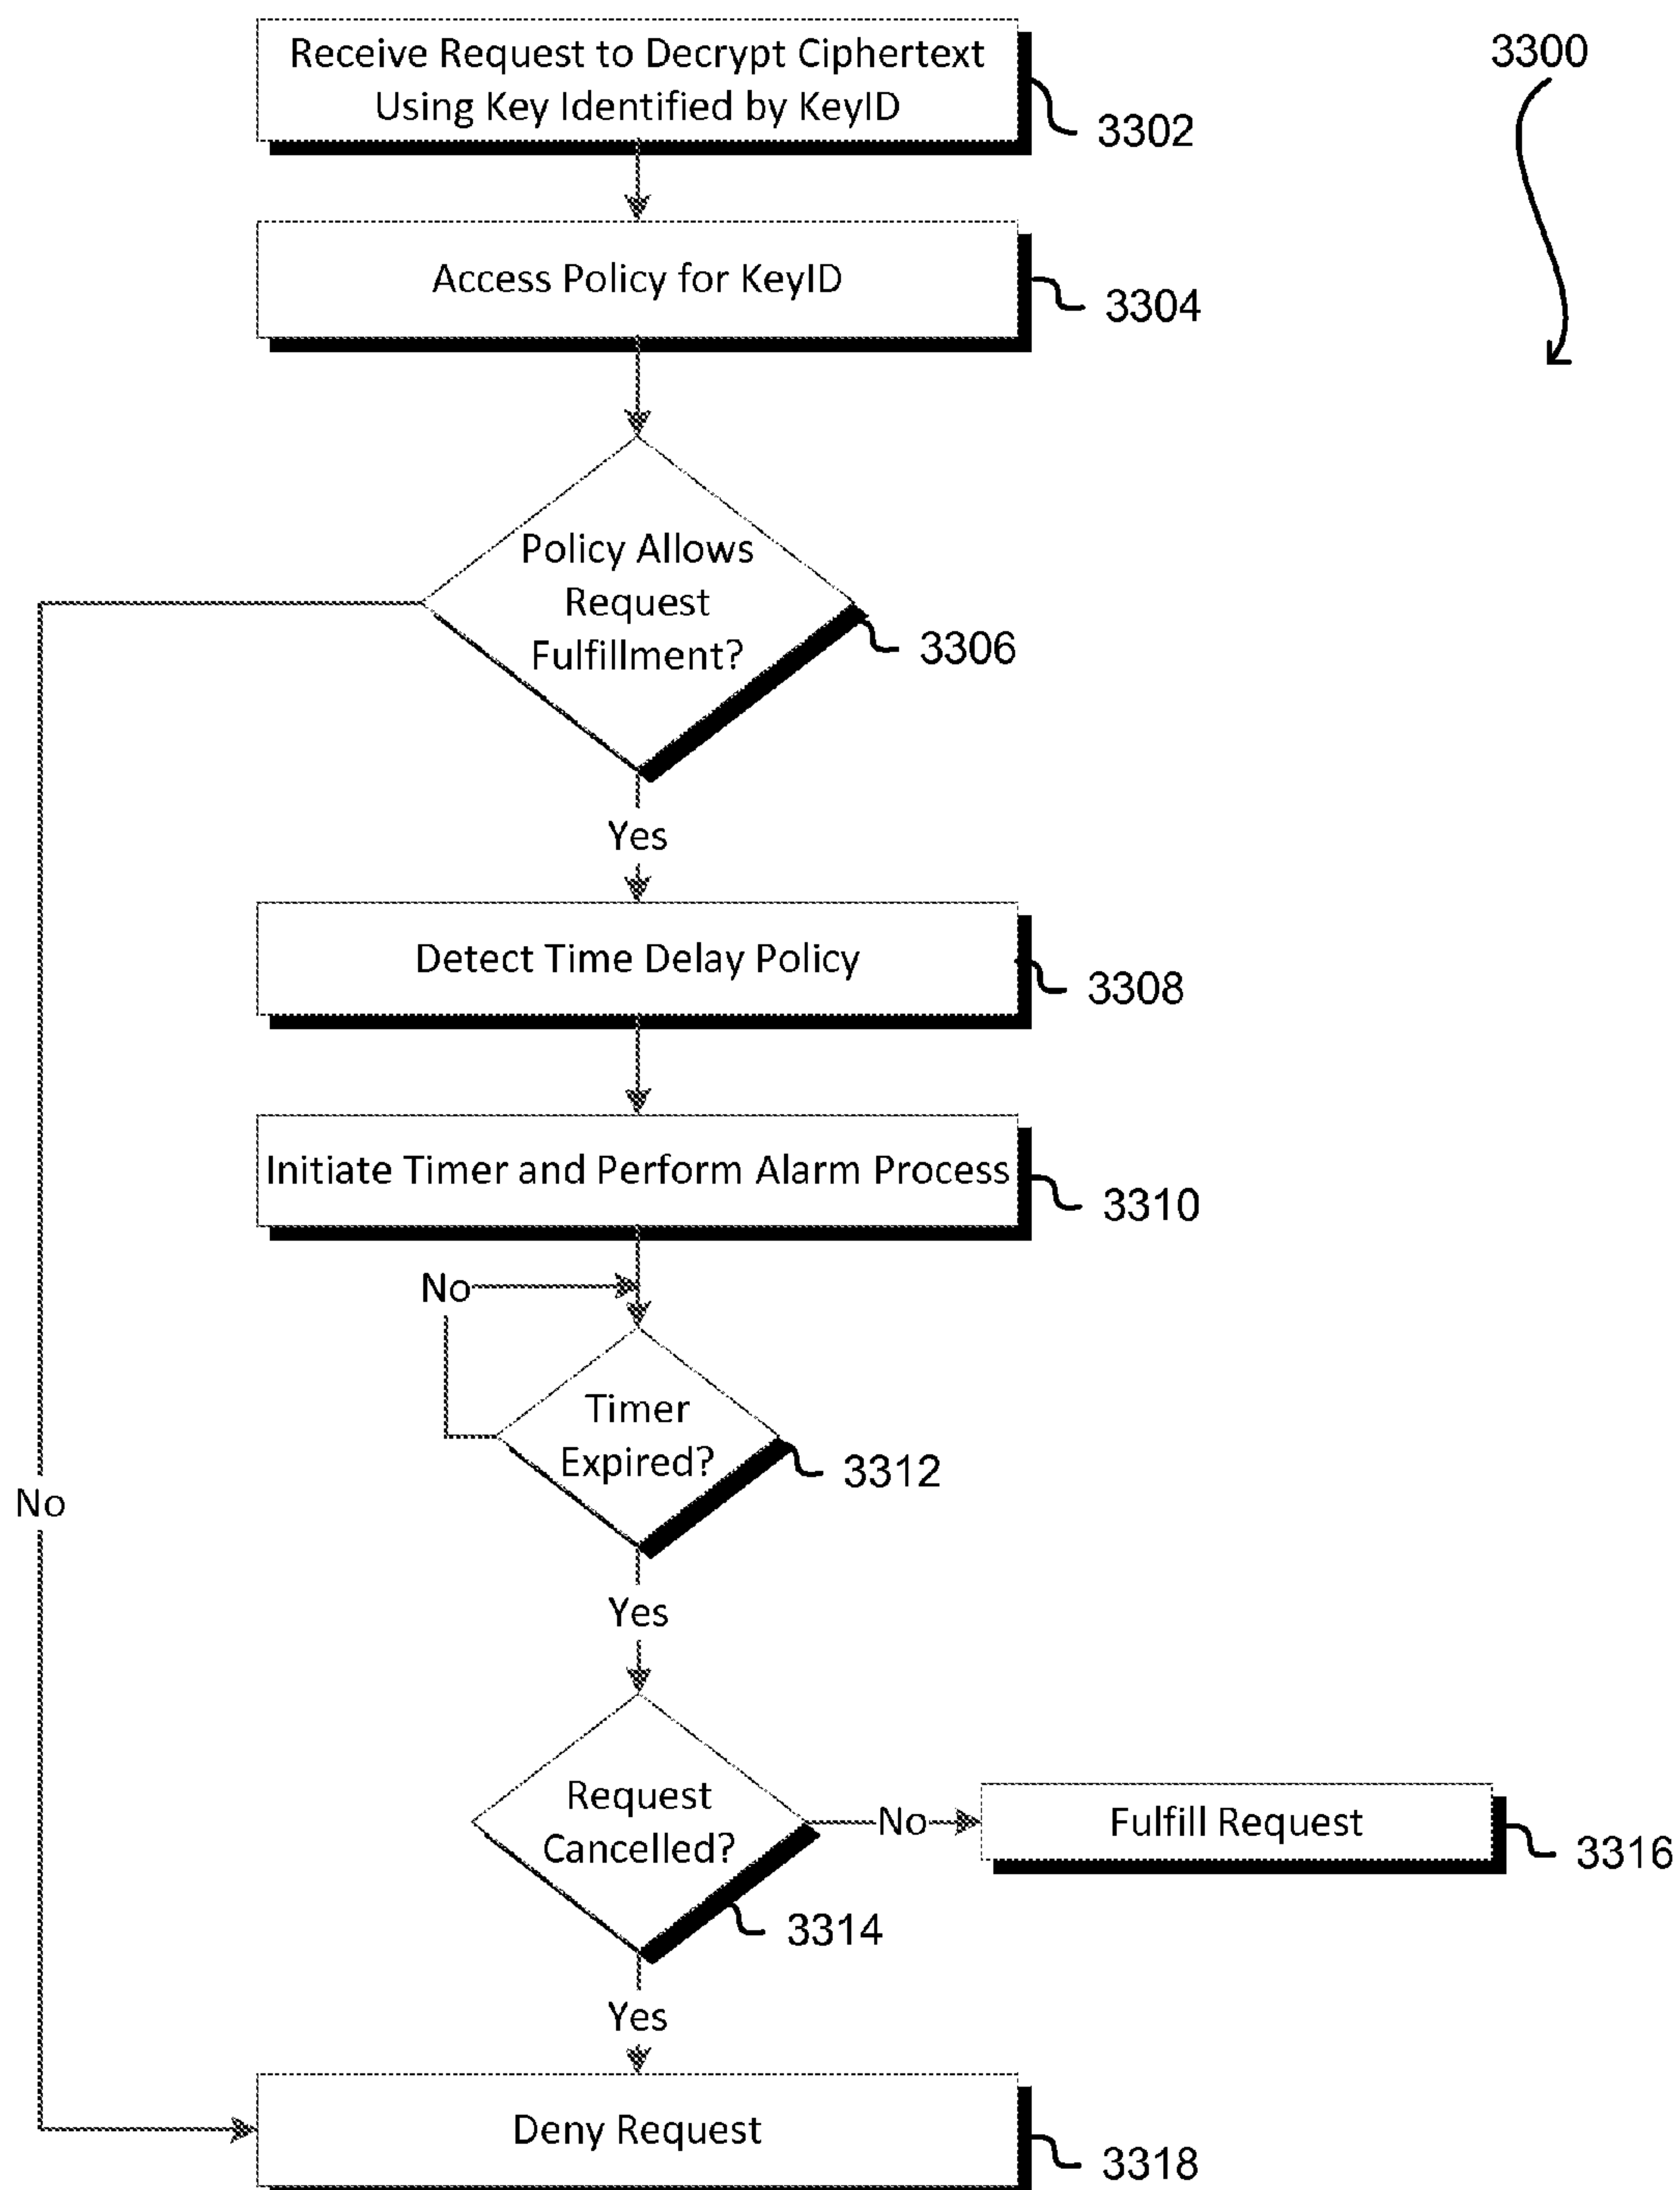 Receive Request to Decrypt Ciphertext
Using Key Identified by KeyID
3302
3300
Access Policy for KeyID
3304
Policy Allows
Request
Fulfillment?
3306
Yes
Detect Time Delay Policy
3308
Initiate Timer and Perform Alarm Process
3310
No
Timer
Expired?
3312
No
Yes
Request
Cancelled?
3314
No
Fulfill Request
3316
Yes
Deny Request
3318